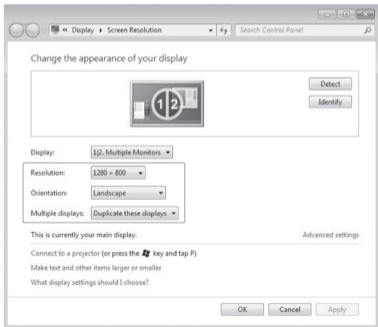 « Display ▸ Screen Resolution
Search Control Panel
Change the appearance of your display
1|2
Detect
Identify
Display: 1|2. Multiple Monitors
Resolution: 1280 × 800
Orientation: Landscape
Multiple displays: Duplicate these displays
This is currently your main display.
Advanced settings
Connect to a projector (or press the key and tap P)
Make text and other items larger or smaller
What display settings should I choose?
OK
Cancel
Apply